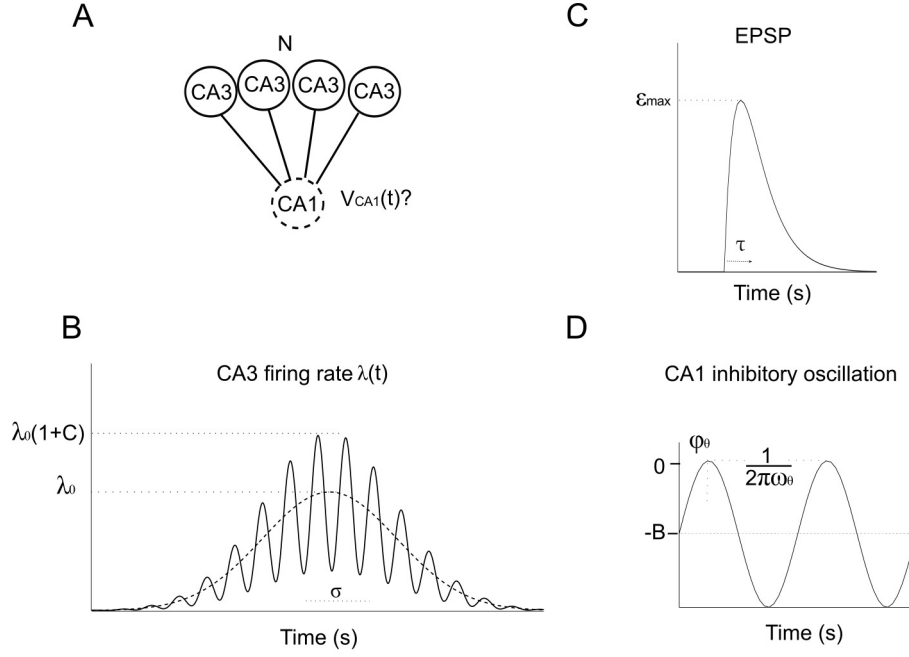 A
N
CA3 CA3 CA3 CA3
CA1
VCA1(t)?
B
CA3 firing rate λ(t)
λ0(1+C)
λ0
σ
Time (s)
C
EPSP
εmax
τ
Time (s)
D
CA1 inhibitory oscillation
φθ
0
1
2πωθ
-B
Time (s)